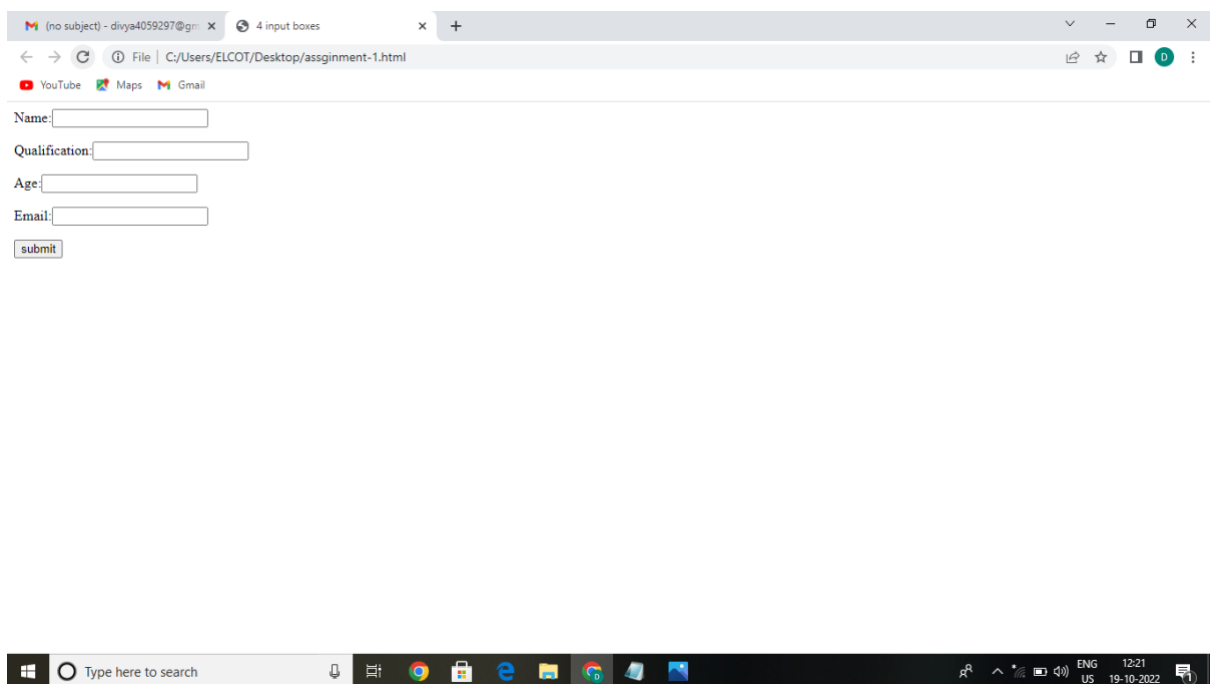 (no subject) - divya4059297@gm
4 input boxes
File | C:/Users/ELCOT/Desktop/assginment-1.html
D
YouTube Maps Gmail
Name:
Qualification:
Age:
Email:
submit
Type here to search
ENG 12:21
US 19-10-2022
1